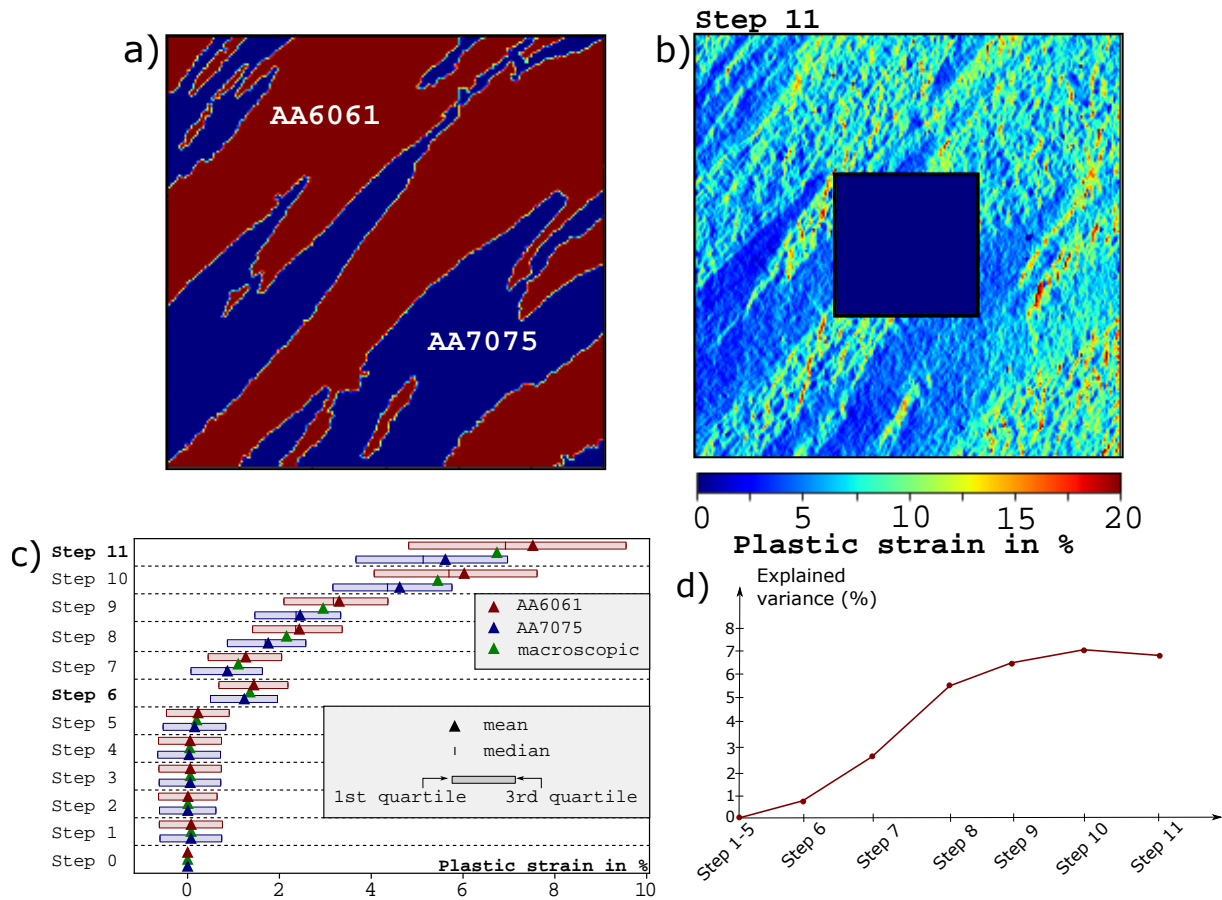 a)
AA6061
AA7075
Step 11
b)
0 5 10 15 20
Plastic strain in %
c)
Step 11
Step 10
Step 9
Step 8
Step 7
Step 6
Step 5
Step 4
Step 3
Step 2
Step 1
Step 0
AA6061
AA7075
macroscopic
mean
median
1st quartile 3rd quartile
Plastic strain in %
0 2 4 6 8 10
d)
Explained
variance (%)
8
7
6
5
4
3
2
1
0
Step 1-5
Step 6
Step 7
Step 8
Step 9
Step 10
Step 11